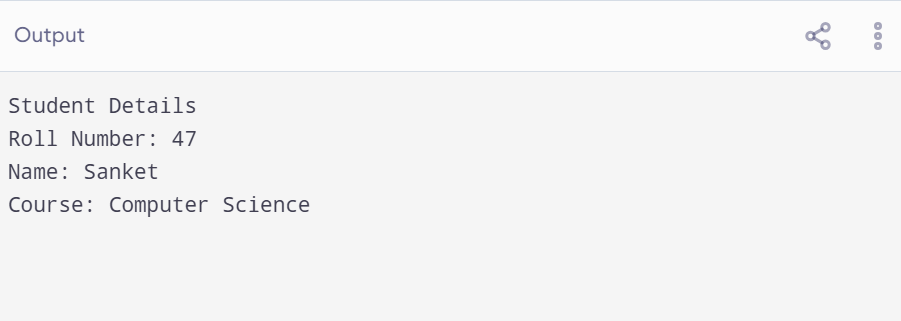 Output
Student Details
Roll Number: 47
Name: Sanket
Course: Computer Science